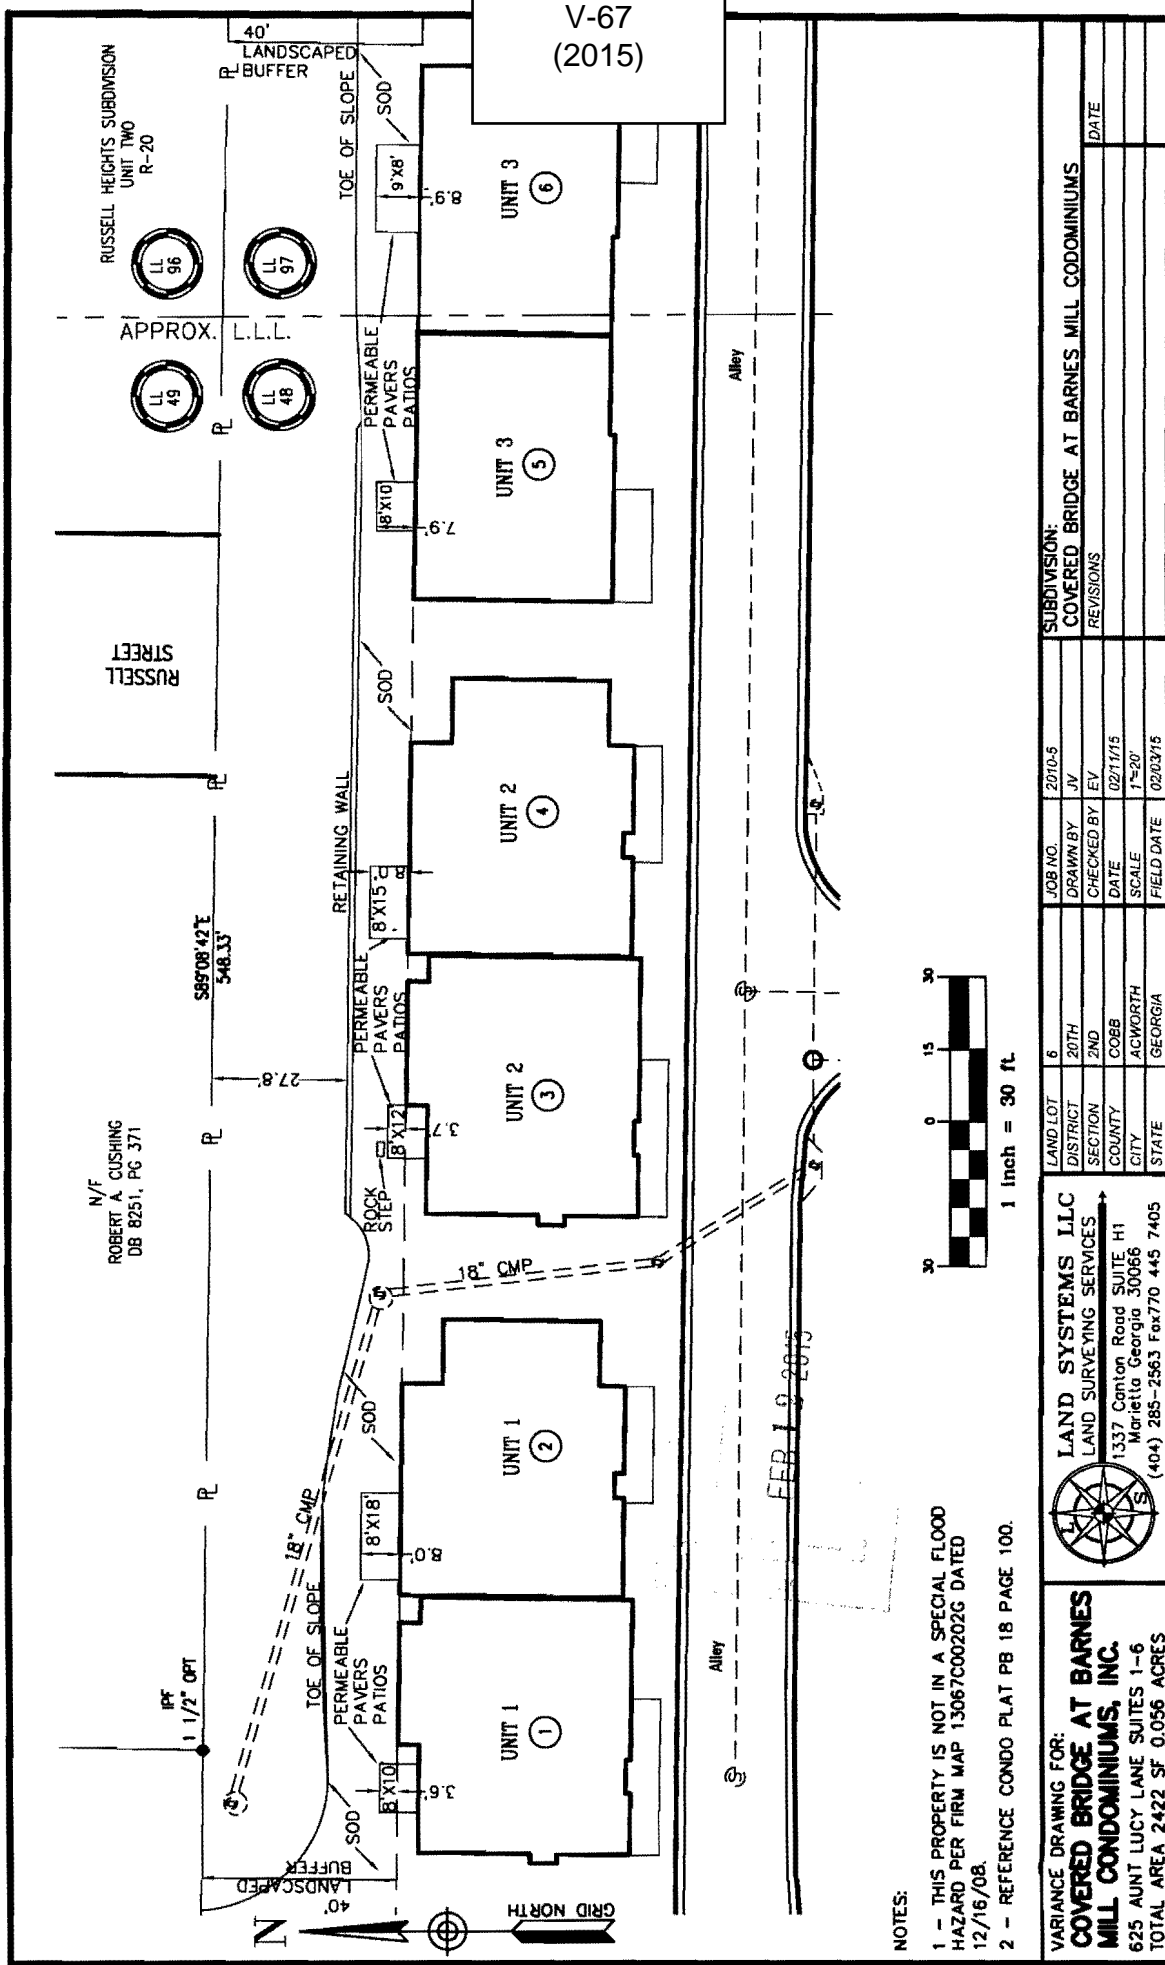 V-67
(2015)
40'
LANDSCAPED
BUFFER
RUSSELL HEIGHTS SUBDIVISION
UNIT TWO
R-20
LL
96
LL
97
LL
49
LL
48
APPROX. L.L.L.
TOE OF SLOPE
SOD
9'X8'
8.9'
UNIT 3
6
PERMEABLE
PAVERS
PATIOS
8'X10'
7.9'
UNIT 3
5
Alley
RUSSELL
STREET
SOD
RETAINING WALL
8'X15'
UNIT 2
4
S89°08'42"E
548.33'
27.8'
PERMEABLE
PAVERS
PATIOS
8'X12'
3.7'
ROCK
STEP
UNIT 2
3
N/F
ROBERT A. CUSHING
DB 8251, PG 371
18" CMP
SOD
8'X18'
8.0'
UNIT 1
2
18" CMP
TOE OF SLOPE
PERMEABLE
PAVERS
PATIOS
8'X10'
3.6'
UNIT 1
1
Alley
IPF
1 1/2" OPT
SOD
40'
LANDSCAPED
BUFFER
N
GRID NORTH
30
0
15
30
1 inch = 30 ft.
FEB 12 2015
NOTES:
1 - THIS PROPERTY IS NOT IN A SPECIAL FLOOD
HAZARD PER FIRM MAP 13067C00202G DATED
12/16/08.
2 - REFERENCE CONDO PLAT PB 18 PAGE 100.
VARIANCE DRAWING FOR:
COVERED BRIDGE AT BARNES
MILL CONDOMINIUMS, INC.
625 AUNT LUCY LANE SUITES 1-6
TOTAL AREA 2422 SF 0.056 ACRES
LAND SYSTEMS LLC
LAND SURVEYING SERVICES
1337 Canton Road SUITE H1
Marietta Georgia 30066
(404) 285-2563 Fax770 445 7405
LAND LOT 6
DISTRICT 20TH
SECTION 2ND
COUNTY COBB
CITY ACWORTH
STATE GEORGIA
JOB NO. 2010-5
DRAWN BY JV
CHECKED BY EV
DATE 02/11/15
SCALE 1"=20'
FIELD DATE 02/03/15
SUBDIVISION:
COVERED BRIDGE AT BARNES MILL CODOMINIUMS
REVISIONS DATE